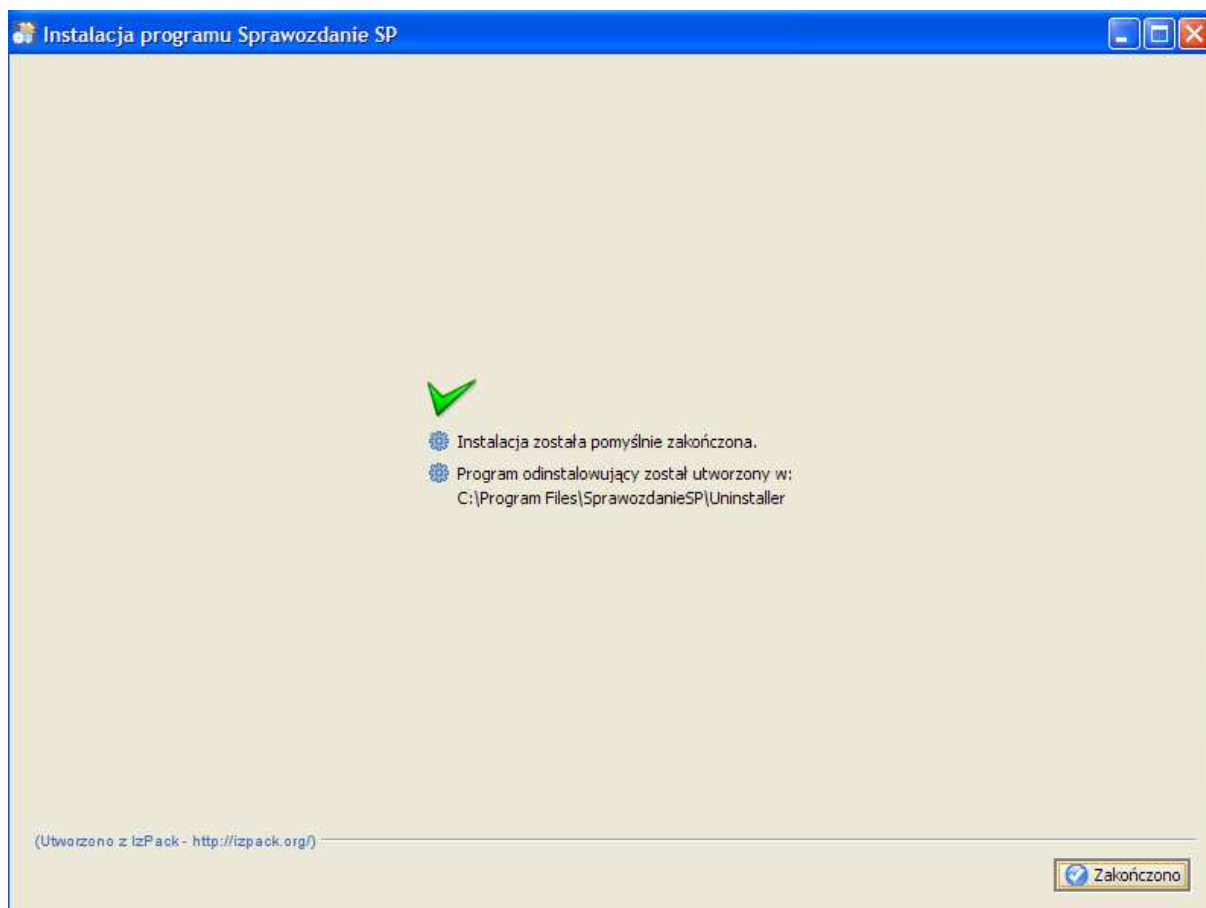 Instalacja programu Sprawozdanie SP
Instalacja została pomyślnie zakończona.
Program odinstalowujący został utworzony w:
C:\Program Files\SprawozdanieSP\Uninstaller
(Utworzono z IzPack - http://izpack.org/)
Zakończono